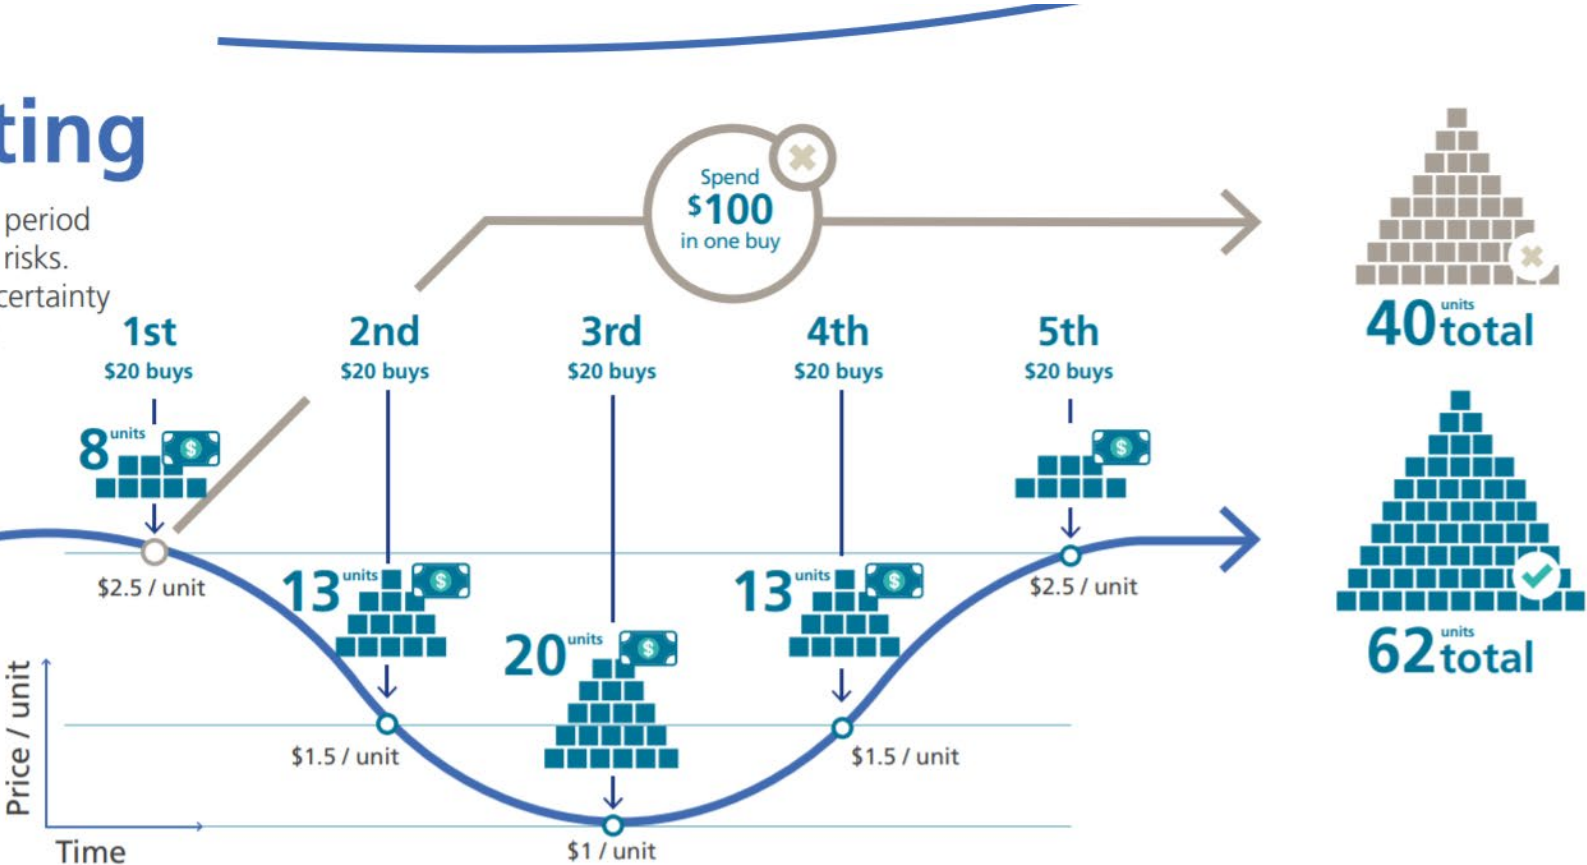 ting
period
risks.
certainty
Spend
$100
in one buy
1st
$20 buys
8 units
$2.5 / unit
2nd
$20 buys
13 units
$1.5 / unit
3rd
$20 buys
20 units
$1 / unit
4th
$20 buys
13 units
$1.5 / unit
5th
$20 buys
$2.5 / unit
40 units total
62 units total
Price / unit
Time